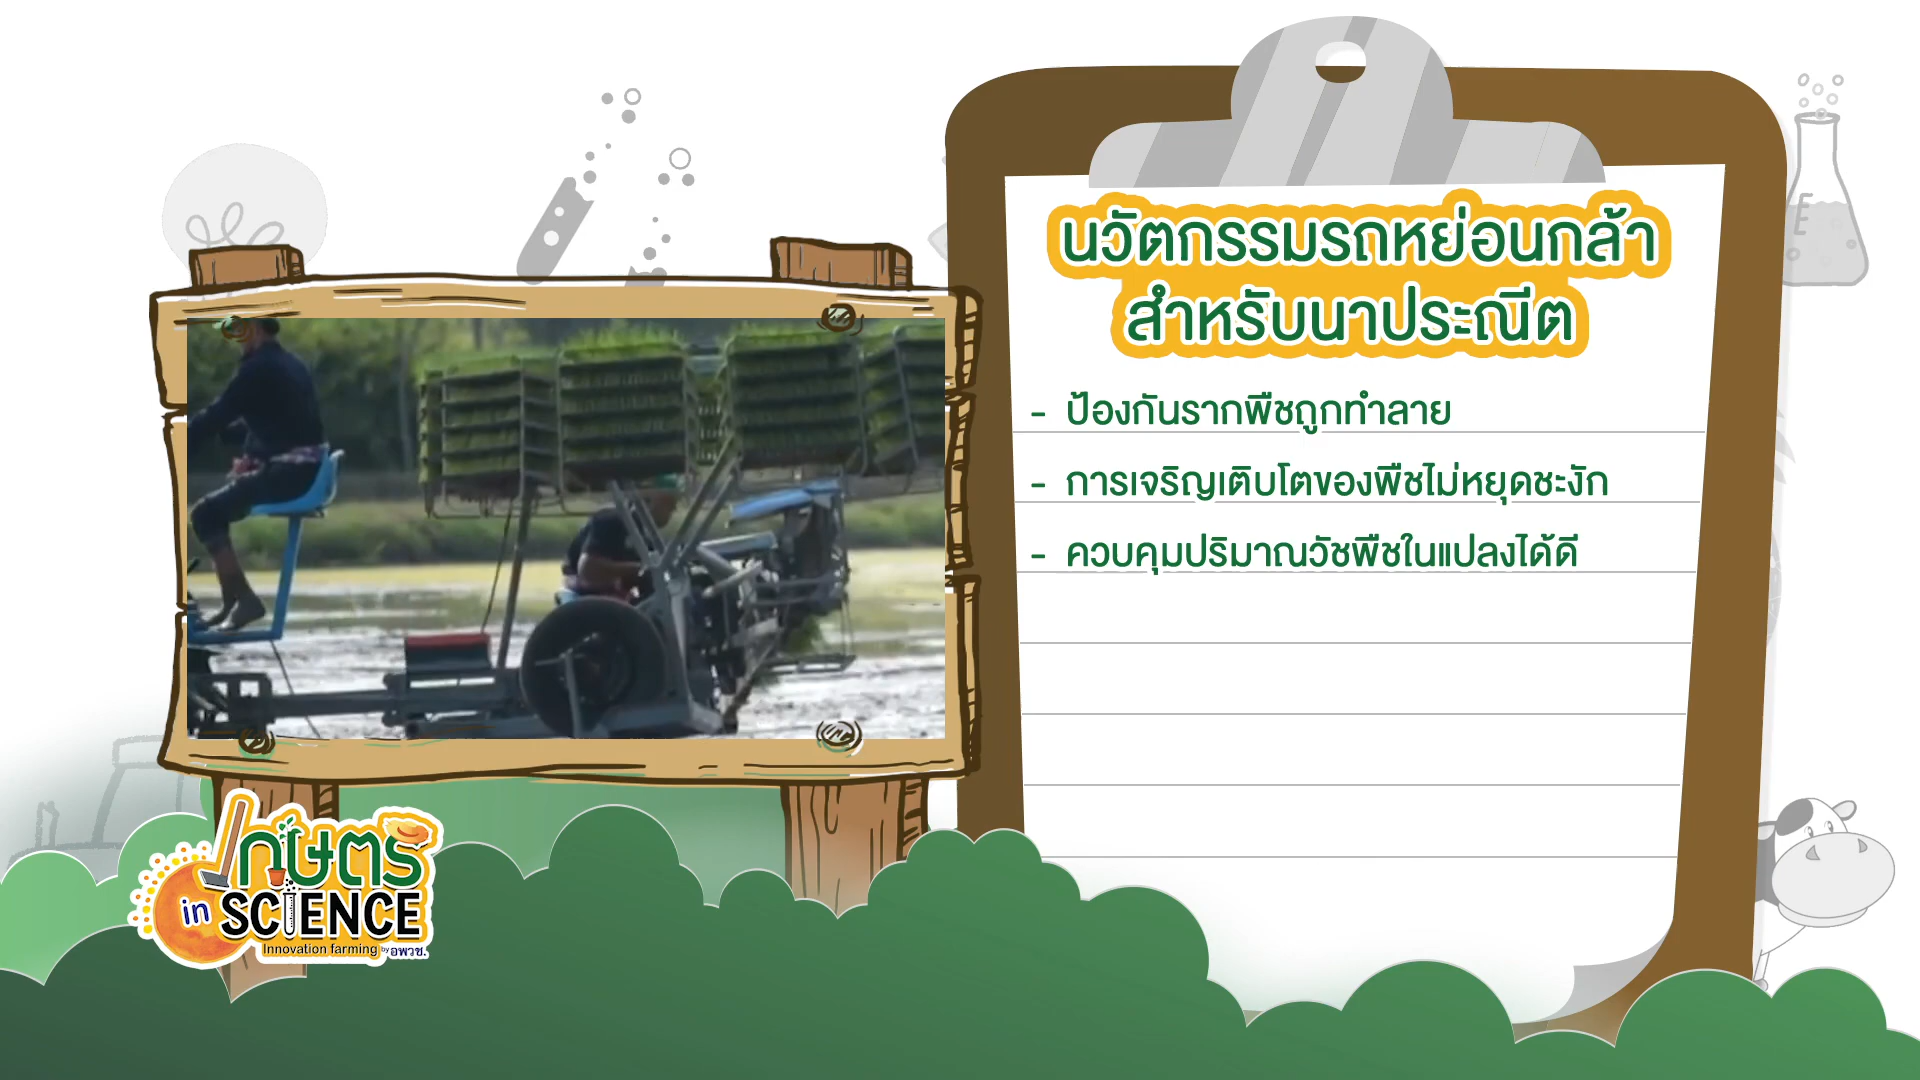 นวัตกรรมรถหย่อนกล้า
สำหรับนาประณีต
- ป้องกันรากพืชถูกทำลาย
- การเจริญเติบโตของพืชไม่หยุดชะงัก
- ควบคุมปริมาณวัชพืชในแปลงได้ดี
เกษตร
in SCIENCE
Innovation farming by อพวช.